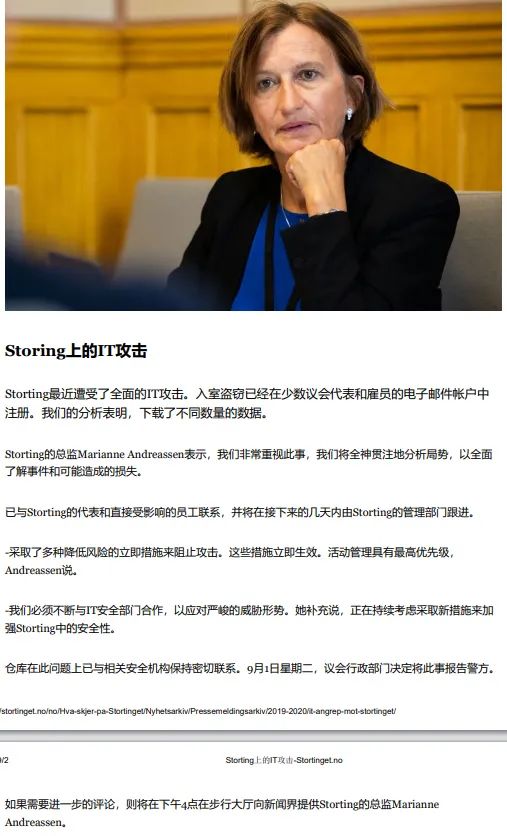 Storing上的IT攻击
Storting最近遭受了全面的IT攻击。入室盗窃已经在少数议会代表和雇员的电子邮件帐户中
注册。我们的分析表明，下载了不同数量的数据。
Storting的总监Marianne Andreassen表示，我们非常重视此事，我们将全神贯注地分析局势，以全面
了解事件和可能造成的损失。
已与Storting的代表和直接受影响的员工联系，并将在接下来的几天内由Storting的管理部门跟进。
-采取了多种降低风险的立即措施来阻止攻击。这些措施立即生效。活动管理具有最高优先级，
Andreassen说。
-我们必须不断与IT安全部门合作，以应对严峻的威胁形势。她补充说，正在持续考虑采取新措施来加
强Storting中的安全性。
仓库在此问题上已与相关安全机构保持密切联系。9月1日星期二，议会行政部门决定将此事报告警方。
/stortinget.no/no/Hva-skjer-pa-Stortinget/Nyhetsarkiv/Pressemeldingsarkiv/2019-2020/it-angrep-mot-stortinget/
9/2 Storting上的IT攻击-Stortinget.no
如果需要进一步的评论，则将在下午4点在步行大厅向新闻界提供Storting的总监Marianne
Andreassen。